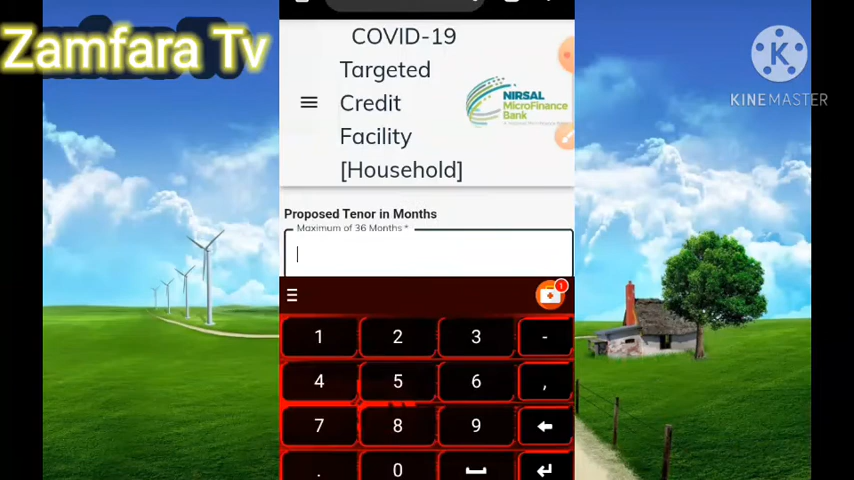 Zamfara Tv
KINEMASTER
COVID-19
Targeted
Credit
Facility
[Household]
NIRSAL
MicroFinance
Bank
Proposed Tenor in Months
Maximum of 36 Months *
1
1 2 3 -
4 5 6 ,
7 8 9
. 0